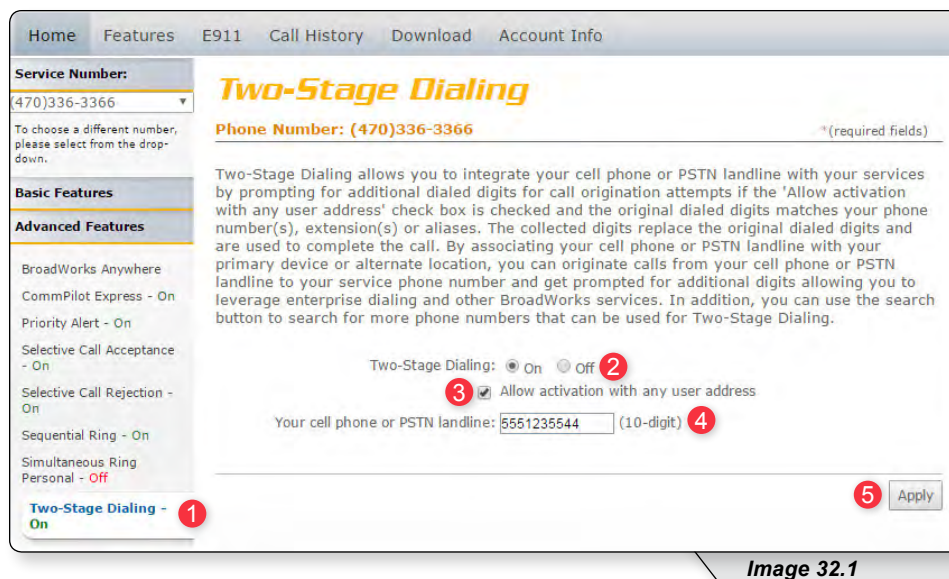 Home Features E911 Call History Download Account Info
Service Number:
(470)336-3366
To choose a different number,
please select from the drop-
down.
Basic Features
Advanced Features
BroadWorks Anywhere
CommPilot Express - On
Priority Alert - On
Selective Call Acceptance
- On
Selective Call Rejection -
On
Sequential Ring - On
Simultaneous Ring
Personal - Off
Two-Stage Dialing -
On
1
Two-Stage Dialing
Phone Number: (470)336-3366 *(required fields)
Two-Stage Dialing allows you to integrate your cell phone or PSTN landline with your services
by prompting for additional dialed digits for call origination attempts if the 'Allow activation
with any user address' check box is checked and the original dialed digits matches your phone
number(s), extension(s) or aliases. The collected digits replace the original dialed digits and
are used to complete the call. By associating your cell phone or PSTN landline with your
primary device or alternate location, you can originate calls from your cell phone or PSTN
landline to your service phone number and get prompted for additional digits allowing you to
leverage enterprise dialing and other BroadWorks services. In addition, you can use the search
button to search for more phone numbers that can be used for Two-Stage Dialing.
Two-Stage Dialing: On Off 2
3 Allow activation with any user address
Your cell phone or PSTN landline: 5551235544 (10-digit) 4
5 Apply
Image 32.1